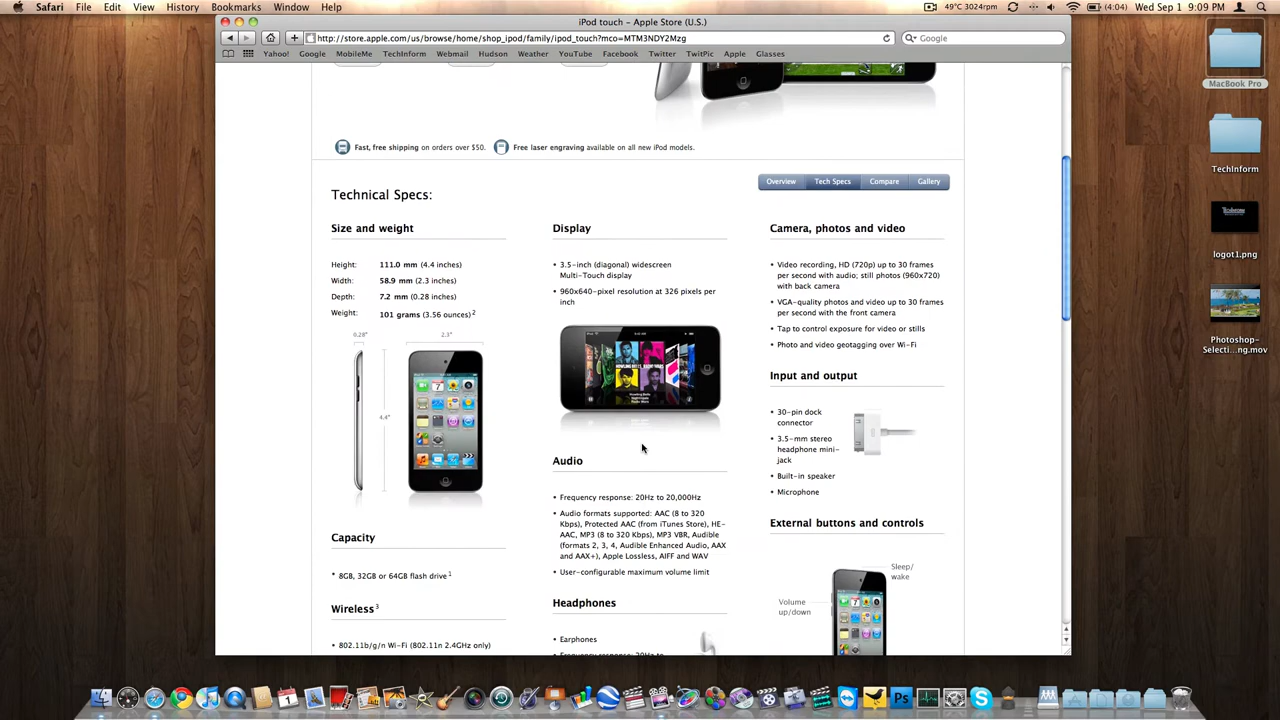 Safari File Edit View History Bookmarks Window Help
49°C 3024rpm (4:04) Wed Sep 1 9:09 PM
iPod touch – Apple Store (U.S.)
http://store.apple.com/us/browse/home/shop_ipod/family/ipod_touch?mco=MTM3NDY2Mzg
Google
Yahoo! Google MobileMe TechInform Webmail Hudson Weather YouTube Facebook Twitter TwitPic Apple Glasses
MacBook Pro
TechInform
logot1.png
Photoshop-
Selecti...ng.mov
Fast, free shipping on orders over $50.
Free laser engraving available on all new iPod models.
Overview Tech Specs Compare Gallery
Technical Specs:
Size and weight
Height: 111.0 mm (4.4 inches)
Width: 58.9 mm (2.3 inches)
Depth: 7.2 mm (0.28 inches)
Weight: 101 grams (3.56 ounces)2
0.28"
2.3"
4.4"
Capacity
* 8GB, 32GB or 64GB flash drive1
Wireless3
• 802.11b/g/n Wi-Fi (802.11n 2.4GHz only)
Display
• 3.5-inch (diagonal) widescreen
Multi-Touch display
• 960x640-pixel resolution at 326 pixels per
inch
Audio
• Frequency response: 20Hz to 20,000Hz
• Audio formats supported: AAC (8 to 320
Kbps), Protected AAC (from iTunes Store), HE-
AAC, MP3 (8 to 320 Kbps), MP3 VBR, Audible
(formats 2, 3, 4, Audible Enhanced Audio, AAX
and AAX+), Apple Lossless, AIFF and WAV
• User-configurable maximum volume limit
Headphones
• Earphones
• Frequency response: 20Hz to
Camera, photos and video
• Video recording, HD (720p) up to 30 frames
per second with audio; still photos (960x720)
with back camera
• VGA-quality photos and video up to 30 frames
per second with the front camera
• Tap to control exposure for video or stills
• Photo and video geotagging over Wi-Fi
Input and output
• 30-pin dock
connector
• 3.5-mm stereo
headphone mini-
jack
• Built-in speaker
• Microphone
External buttons and controls
Sleep/
wake
Volume
up/down